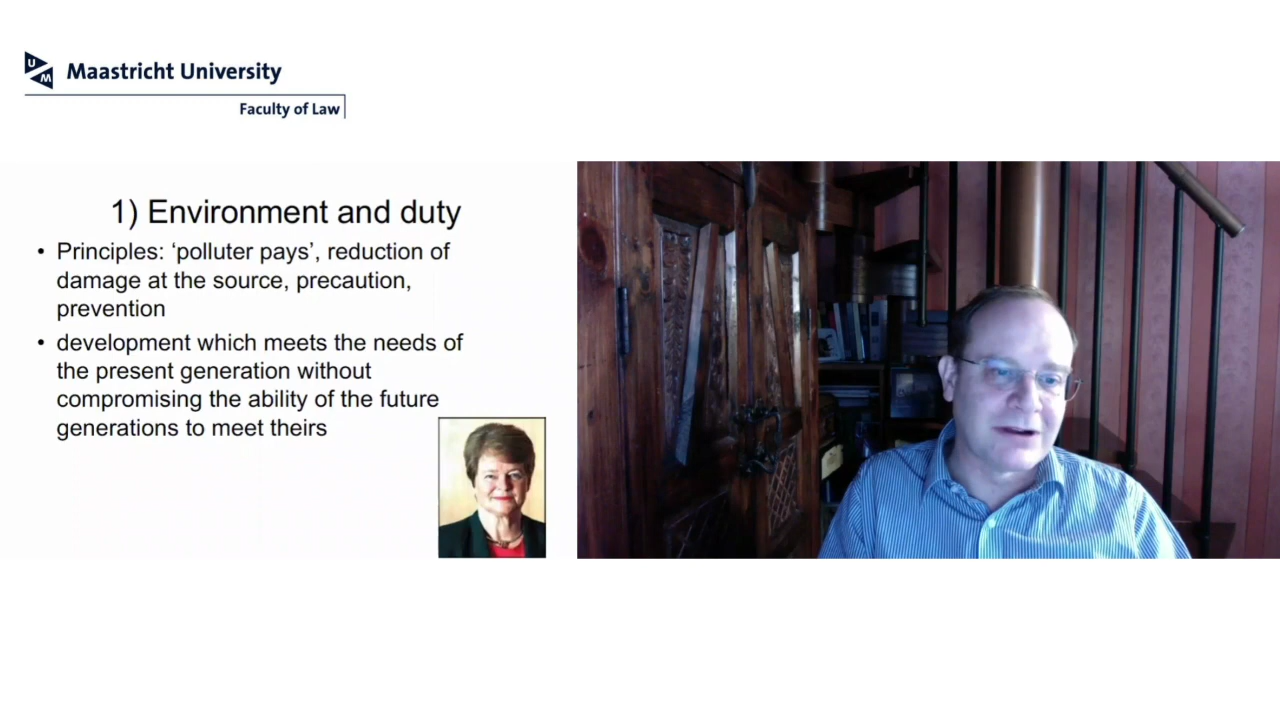 U
M
Maastricht University
Faculty of Law
1) Environment and duty
• Principles: ‘polluter pays’, reduction of
damage at the source, precaution,
prevention
• development which meets the needs of
the present generation without
compromising the ability of the future
generations to meet theirs